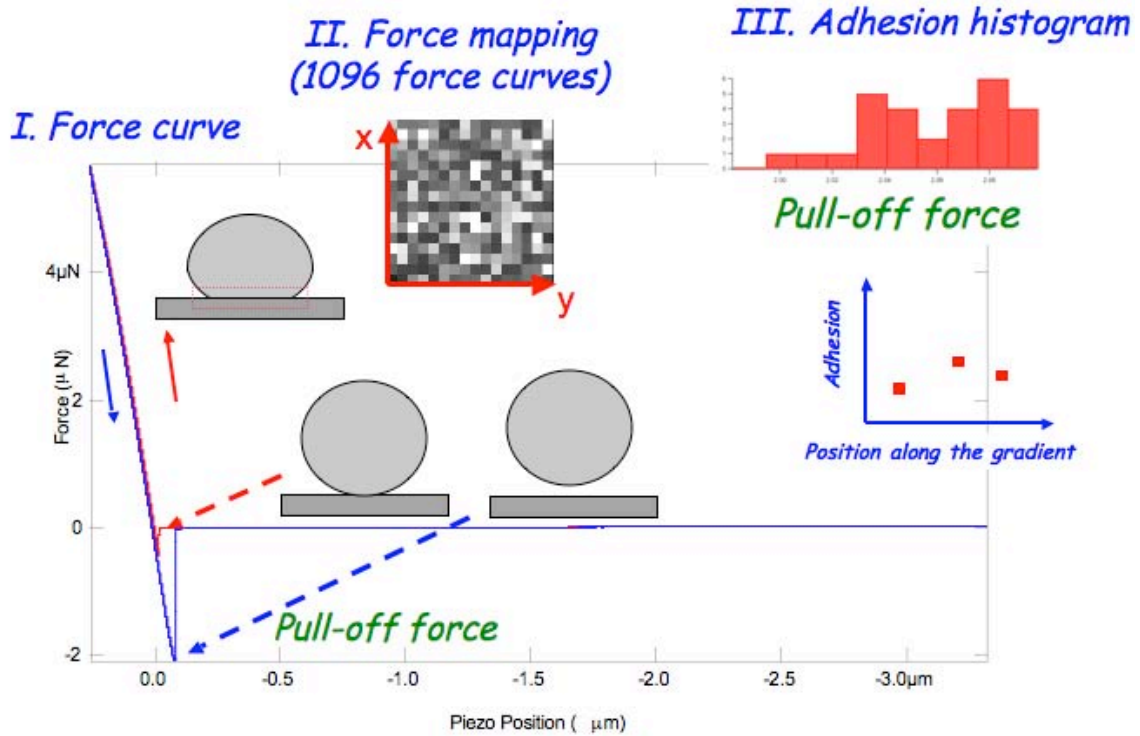 II. Force mapping
(1096 force curves)
III. Adhesion histogram
I. Force curve
x
y
Pull-off force
4µN
2
0
-2
Force (µ N)
Adhesion
Position along the gradient
Pull-off force
0.0
-0.5
-1.0
-1.5
-2.0
-2.5
-3.0µm
Piezo Position ( µm)